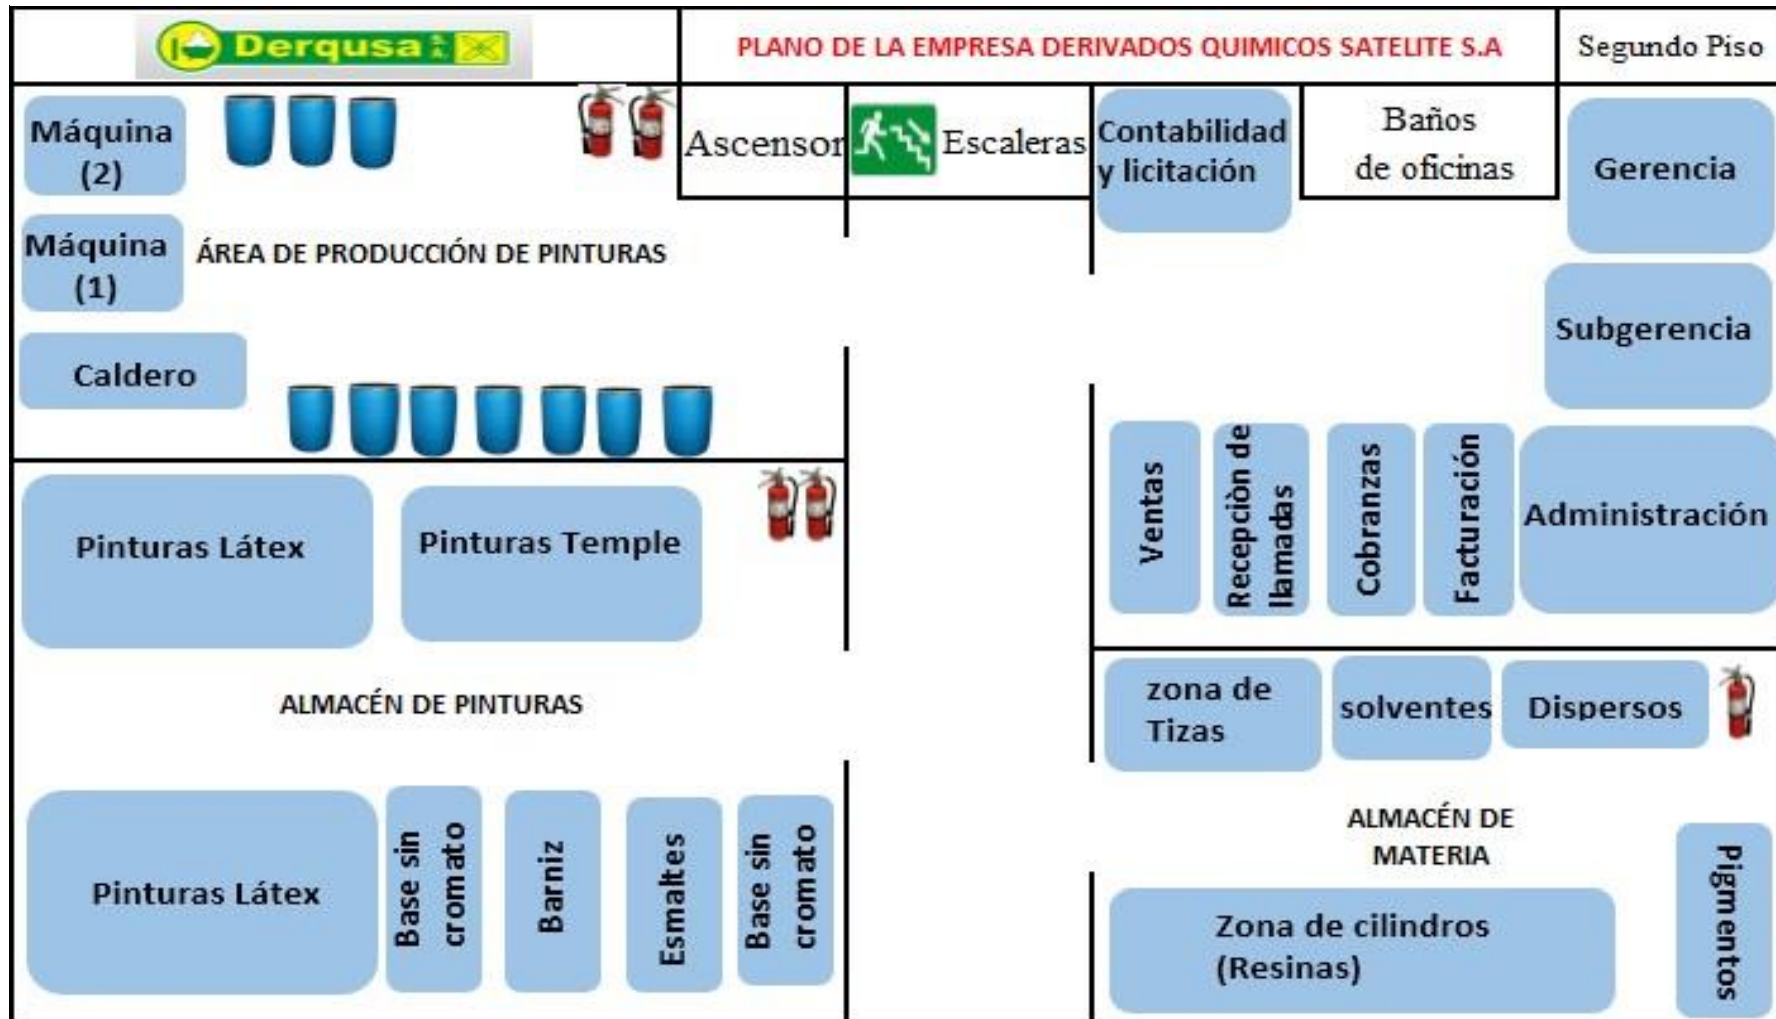 Derqusa S.A.
PLANO DE LA EMPRESA DERIVADOS QUIMICOS SATELITE S.A
Segundo Piso
Máquina
(2)
Ascensor
Escaleras
Contabilidad
y licitación
Baños
de oficinas
Gerencia
Máquina
(1)
ÁREA DE PRODUCCIÓN DE PINTURAS
Subgerencia
Caldero
Ventas
Recepciòn de
llamadas
Cobranzas
Facturación
Administración
Pinturas Látex
Pinturas Temple
ALMACÉN DE PINTURAS
zona de
Tizas
solventes
Dispersos
Pinturas Látex
Base sin
cromato
Barniz
Esmaltes
Base sin
cromato
ALMACÉN DE
MATERIA
Pigmentos
Zona de cilindros
(Resinas)